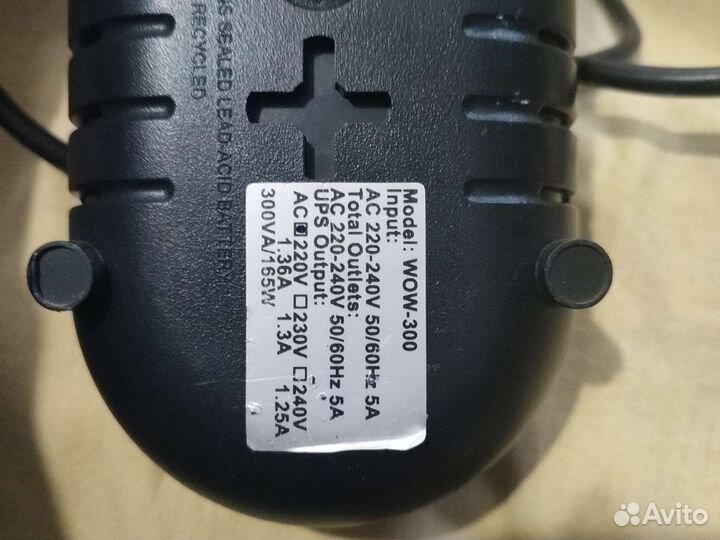 S SEALED LEAD ACID BATTERY
RECYCLED
Model: WOW-300
Input:
AC 220-240V 50/60Hz 5A
Total Outlets:
AC 220-240V 50/60Hz 5A
UPS Output:
AC 220V 230V 240V
1.36A 1.3A 1.25A
300VA/165W
Avito